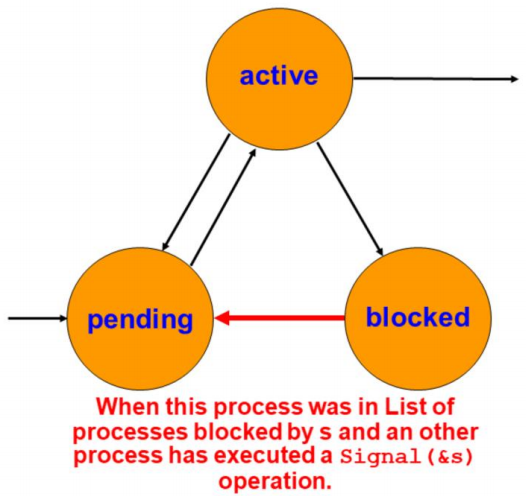 active
pending
blocked
When this process was in List of
processes blocked by s and an other
process has executed a Signal(&s)
operation.